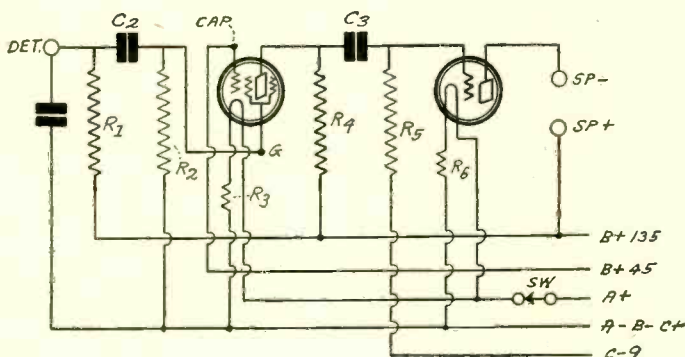 DET.
C2
CAP.
C3
SP-
SP+
R1
R2
R3
G
R4
R5
R6
B+135
B+45
SW
A+
A-B-C+
C-9